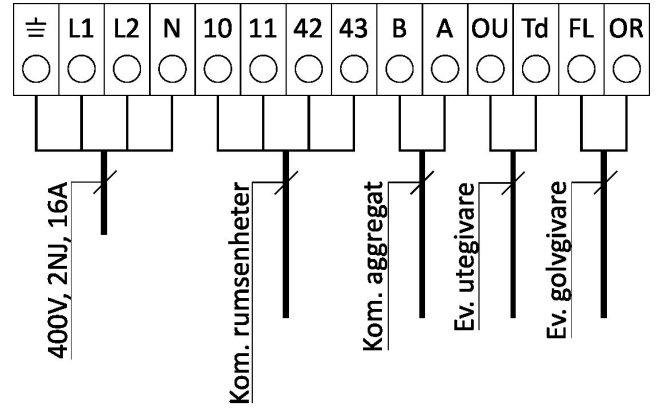 L1 L2 N 10 11 42 43 B A OU Td FL OR
400V, 2NJ, 16A
Kom. rumsenheter
Kom. aggregat
Ev. utegivare
Ev. golvgivare